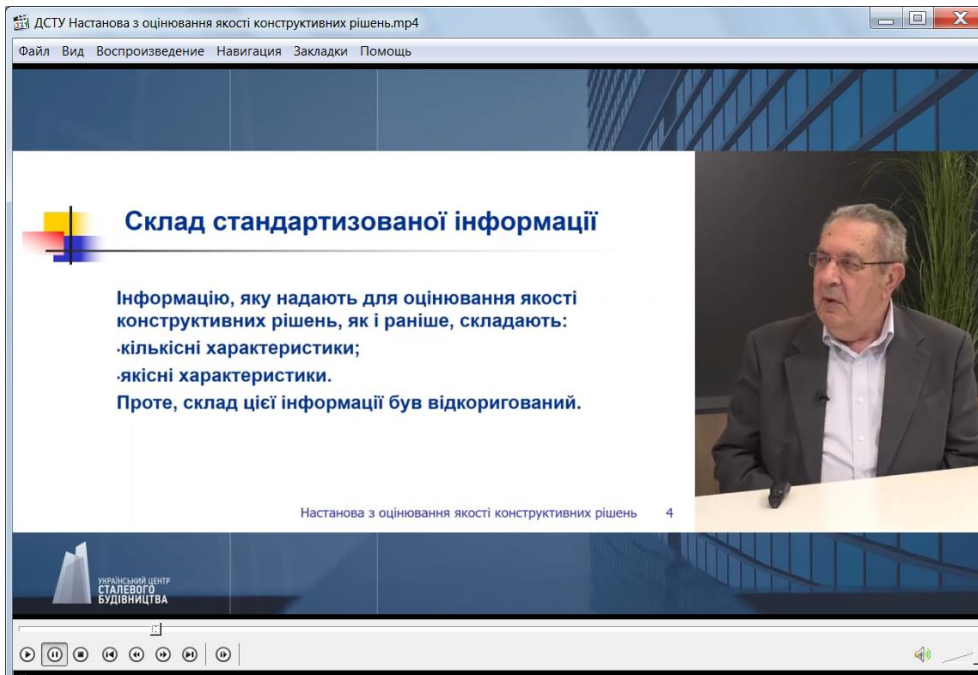 ДСТУ Настанова з оцінювання якості конструктивних рішень.mp4
Файл Вид Воспроизведение Навигация Закладки Помощь
Склад стандартизованої інформації
Інформацію, яку надають для оцінювання якості
конструктивних рішень, як і раніше, складають:
·кількісні характеристики;
·якісні характеристики.
Проте, склад цієї інформації був відкоригований.
Настанова з оцінювання якості конструктивних рішень 4
УКРАЇНСЬКИЙ ЦЕНТР
СТАЛЕВОГО
БУДІВНИЦТВА